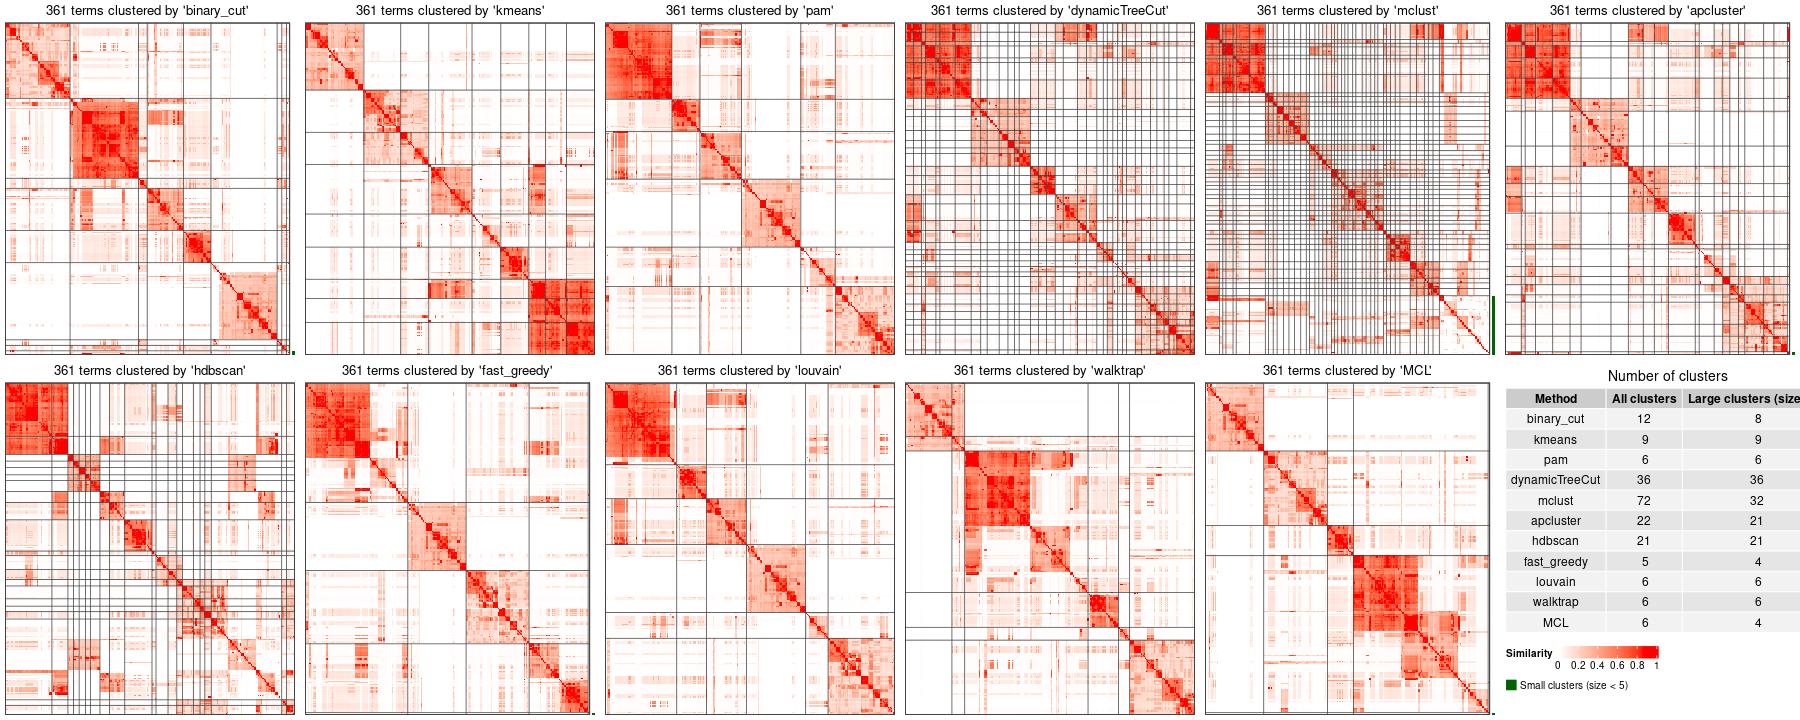 361 terms clustered by 'binary_cut'
361 terms clustered by 'kmeans'
361 terms clustered by 'pam'
361 terms clustered by 'dynamicTreeCut'
361 terms clustered by 'mclust'
361 terms clustered by 'apcluster'
361 terms clustered by 'hdbscan'
361 terms clustered by 'fast_greedy'
361 terms clustered by 'louvain'
361 terms clustered by 'walktrap'
361 terms clustered by 'MCL'
Number of clusters
Method All clusters Large clusters (size
binary_cut 12 8
kmeans 9 9
pam 6 6
dynamicTreeCut 36 36
mclust 72 32
apcluster 22 21
hdbscan 21 21
fast_greedy 5 4
louvain 6 6
walktrap 6 6
MCL 6 4
Similarity
0 0.2 0.4 0.6 0.8 1
Small clusters (size < 5)